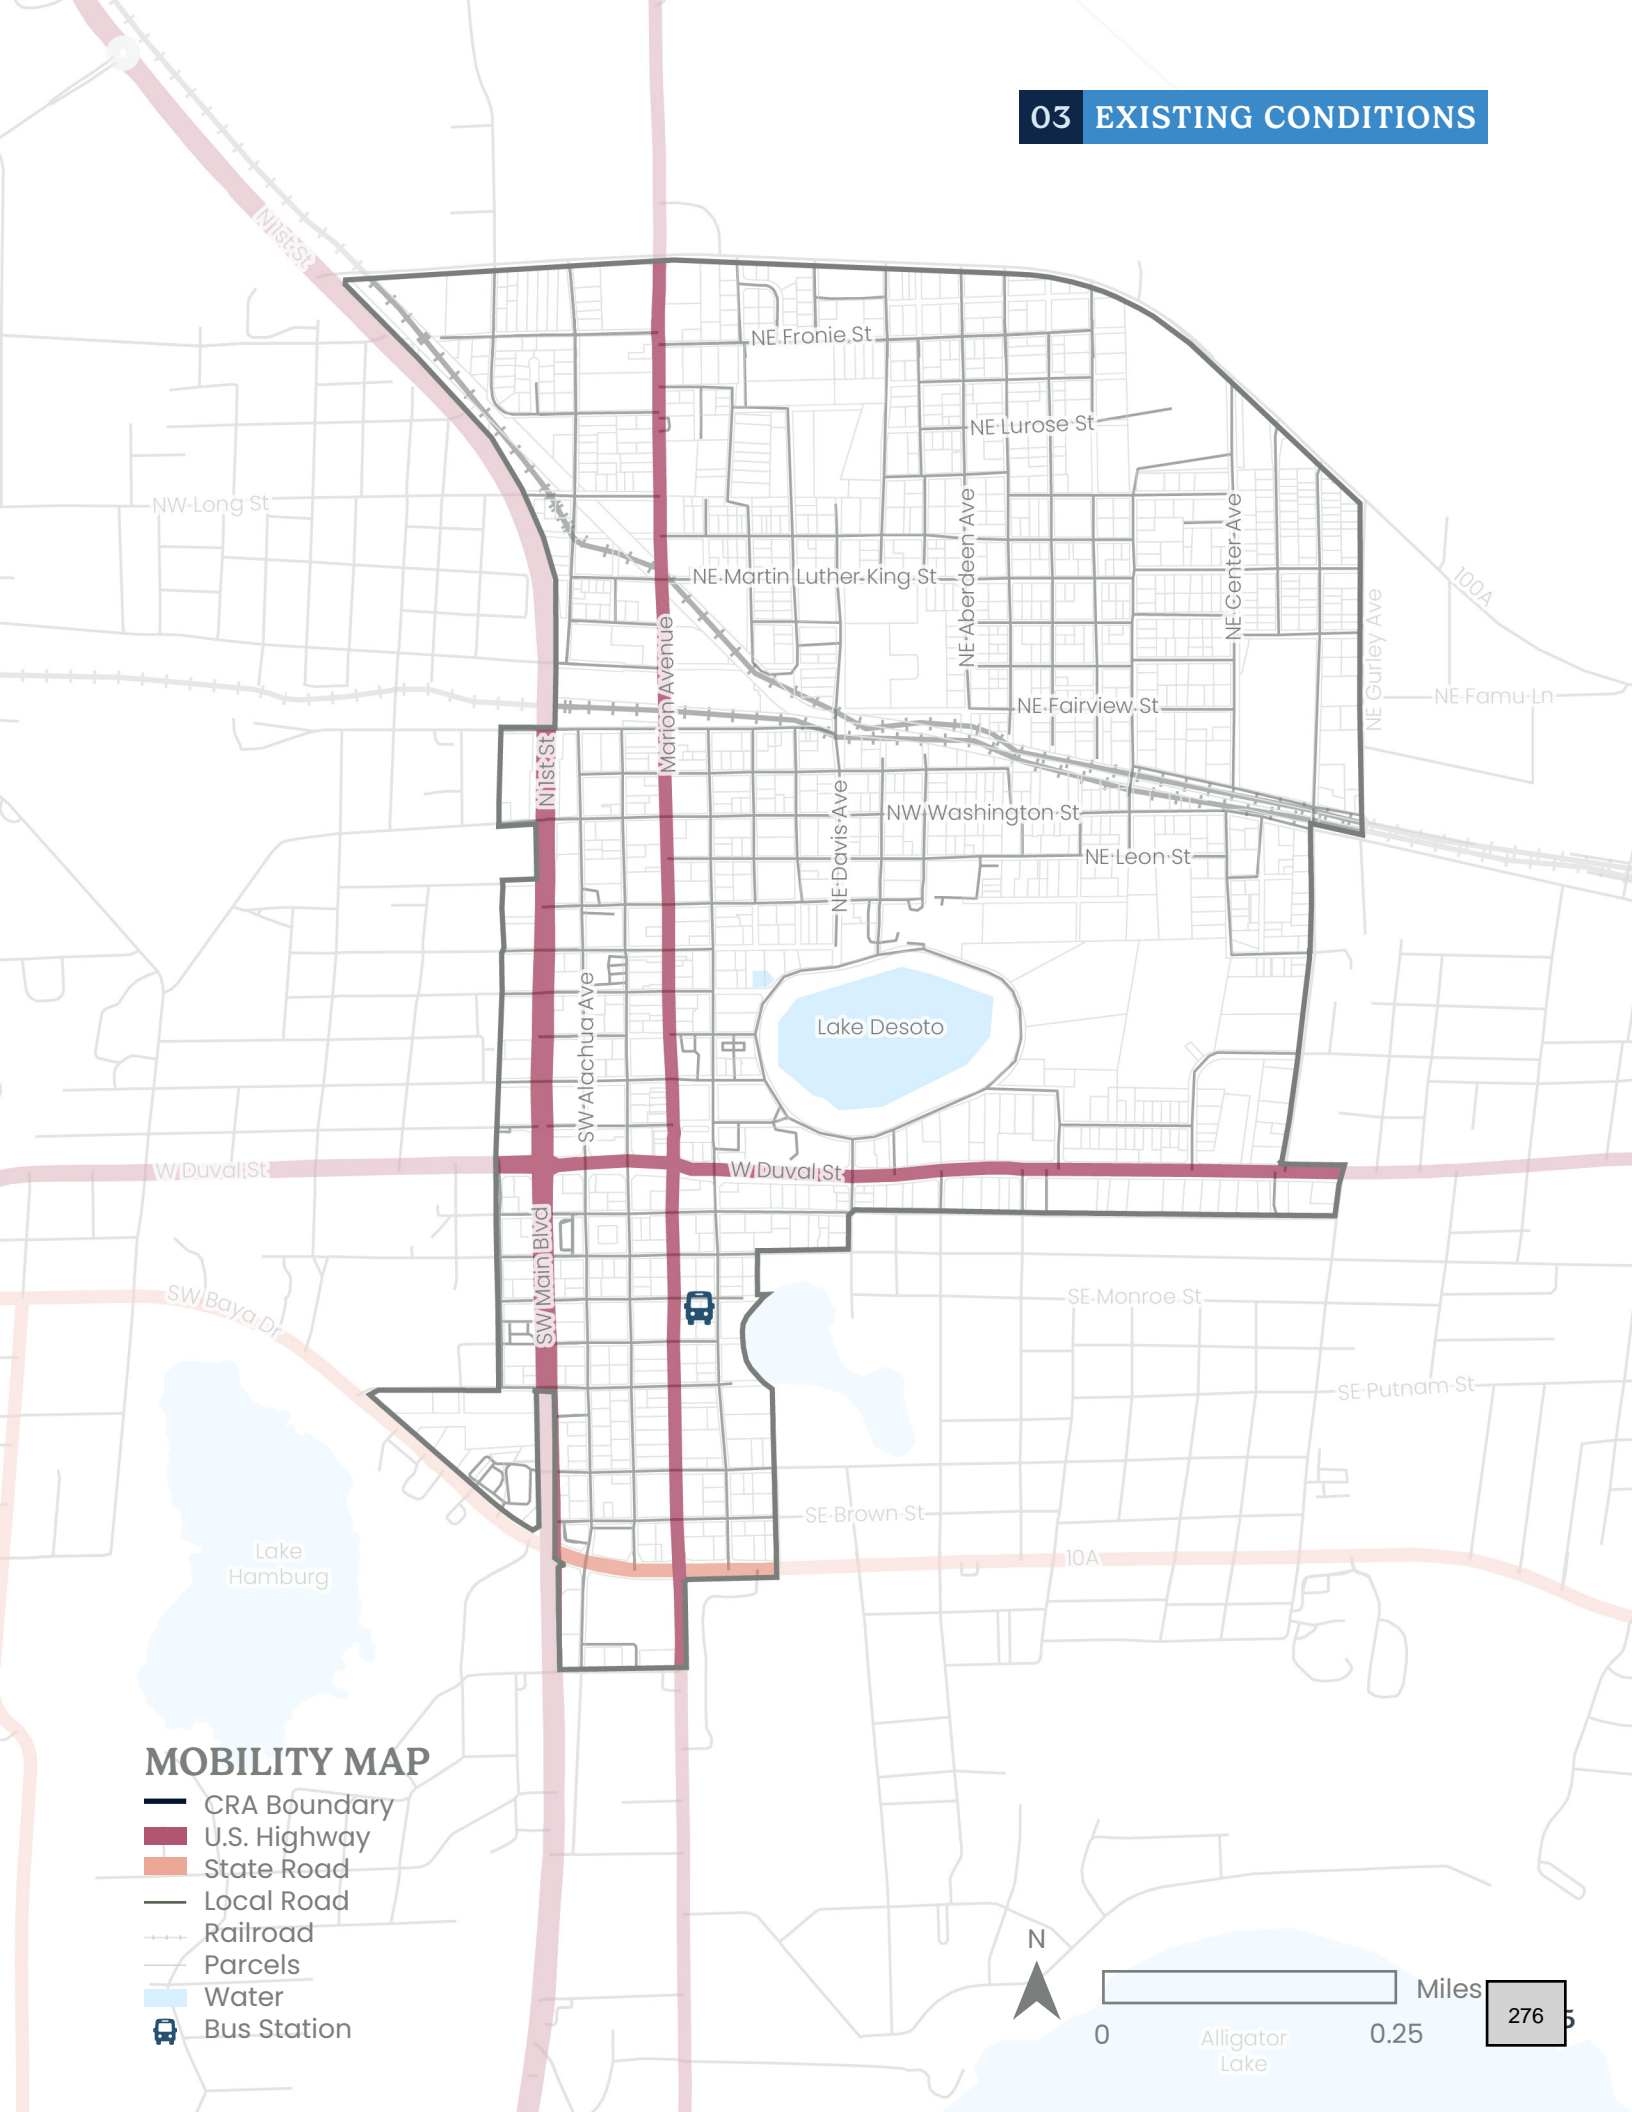 03 EXISTING CONDITIONS
N 1st St
NE Fronie St
NE Lurose St
NW Long St
NE Aberdeen Ave
NE Center Ave
NE Martin Luther King St
100A
Marion Avenue
NE Gurley Ave
NE Famu Ln
NE Fairview St
N 1st St
NE Davis Ave
NW Washington St
NE Leon St
SW Alachua Ave
Lake Desoto
W Duval St
W Duval St
SW Main Blvd
SW Baya Dr
SE Monroe St
SE Putnam St
SE Brown St
Lake
Hamburg
10A
MOBILITY MAP
CRA Boundary
U.S. Highway
State Road
Local Road
Railroad
Parcels
Water
Bus Station
N
Miles
0
0.25
Alligator
Lake
276